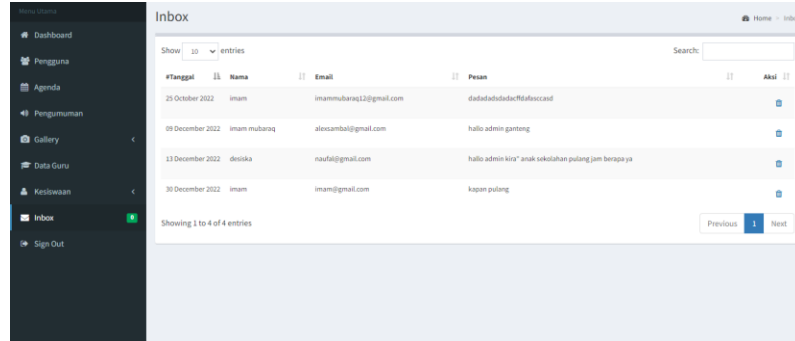 Menu Utama
Dashboard
Pengguna
Agenda
Pengumuman
Gallery
Data Guru
Kesiswaan
Inbox 0
Sign Out
Inbox
Home
Show 10 entries Search:
#Tanggal Nama Email Pesan Aksi
25 October 2022 imam imammubaraq12@gmail.com dadadadsdadacffdafasccasd
09 December 2022 imam mubaraq alexsambal@gmail.com hallo admin ganteng
13 December 2022 desiska naufal@gmail.com hallo admin kira" anak sekolahan pulang jam berapa ya
30 December 2022 imam imam@gmail.com kapan pulang
Showing 1 to 4 of 4 entries Previous 1 Next